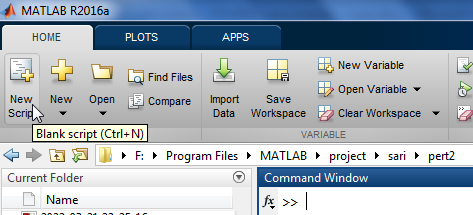 MATLAB R2016a
HOME PLOTS APPS
New Script
New
Open
Find Files
Compare
Import Data
Save Workspace
New Variable
Open Variable
Clear Workspace
VARIABLE
Blank script (Ctrl+N)
F: Program Files MATLAB project sari pert2
Current Folder
Name
Command Window
fx >>